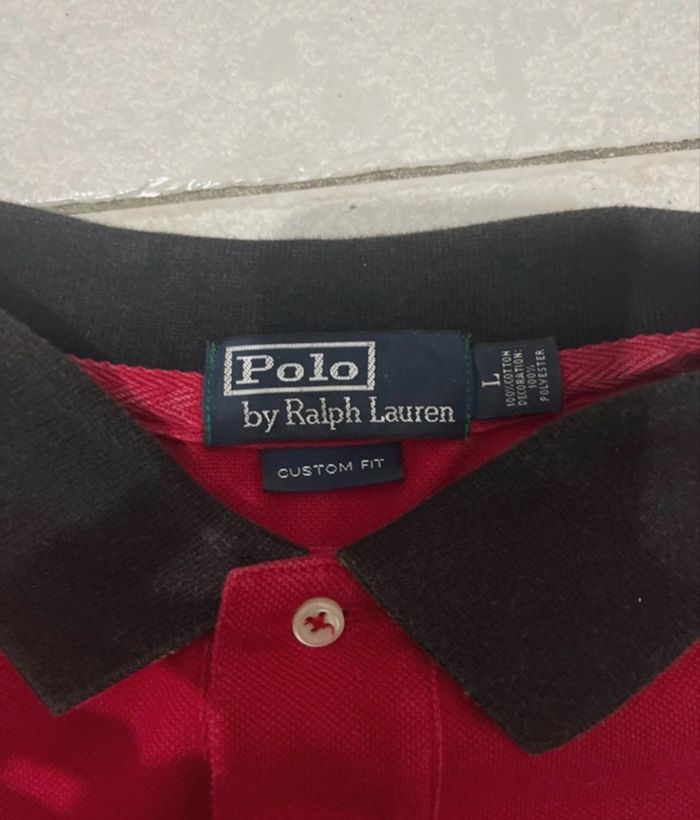 Polo
by Ralph Lauren
CUSTOM FIT
L
100%COTTON
DECORATION:
100%
POLYESTER